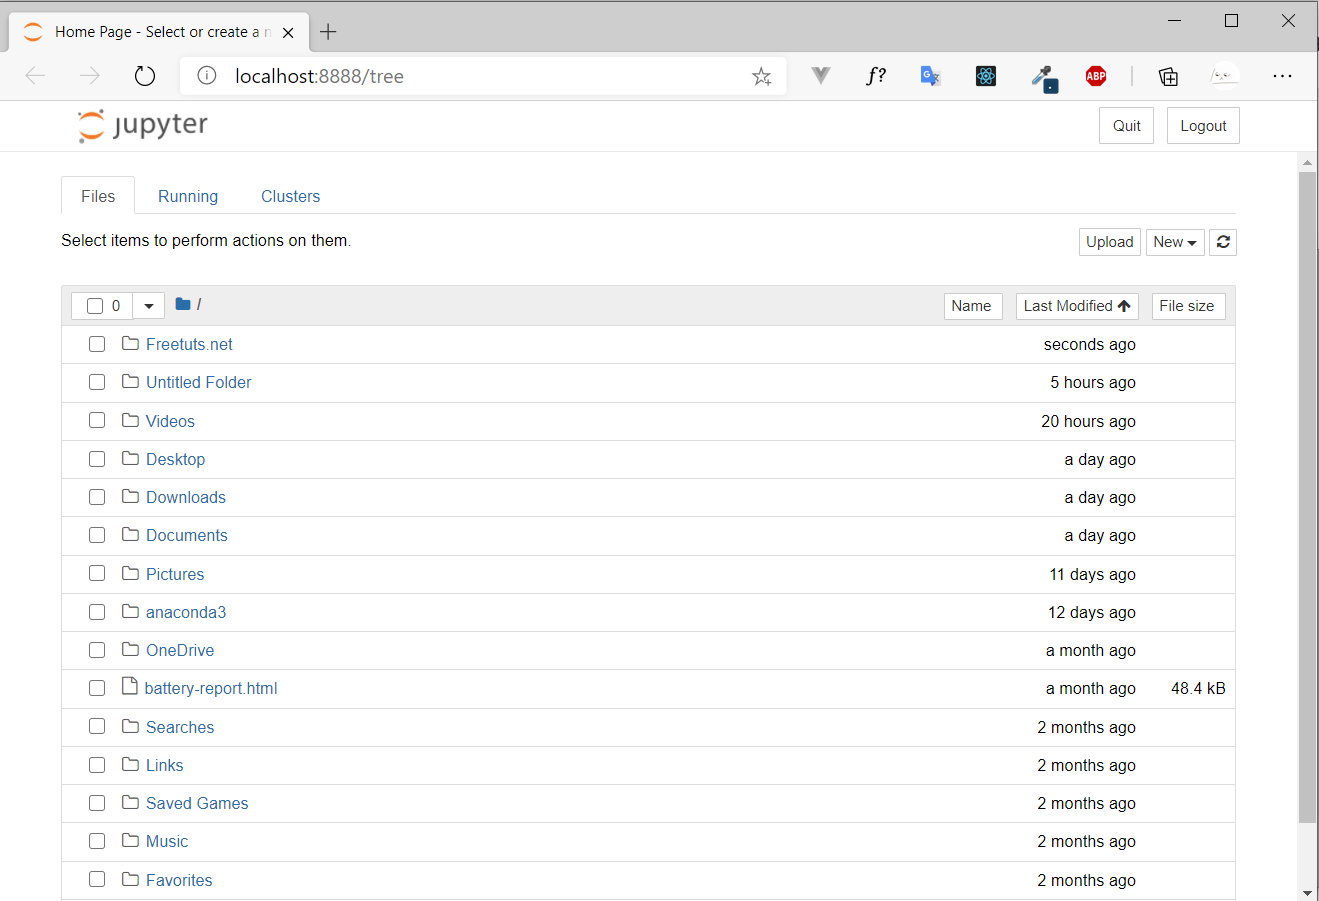 Home Page - Select or create a n
localhost:8888/tree
f?
G
ABP
jupyter
Quit
Logout
Files
Running
Clusters
Select items to perform actions on them.
Upload
New
0
/
Name
Last Modified
File size
Freetuts.net
seconds ago
Untitled Folder
5 hours ago
Videos
20 hours ago
Desktop
a day ago
Downloads
a day ago
Documents
a day ago
Pictures
11 days ago
anaconda3
12 days ago
OneDrive
a month ago
battery-report.html
a month ago
48.4 kB
Searches
2 months ago
Links
2 months ago
Saved Games
2 months ago
Music
2 months ago
Favorites
2 months ago